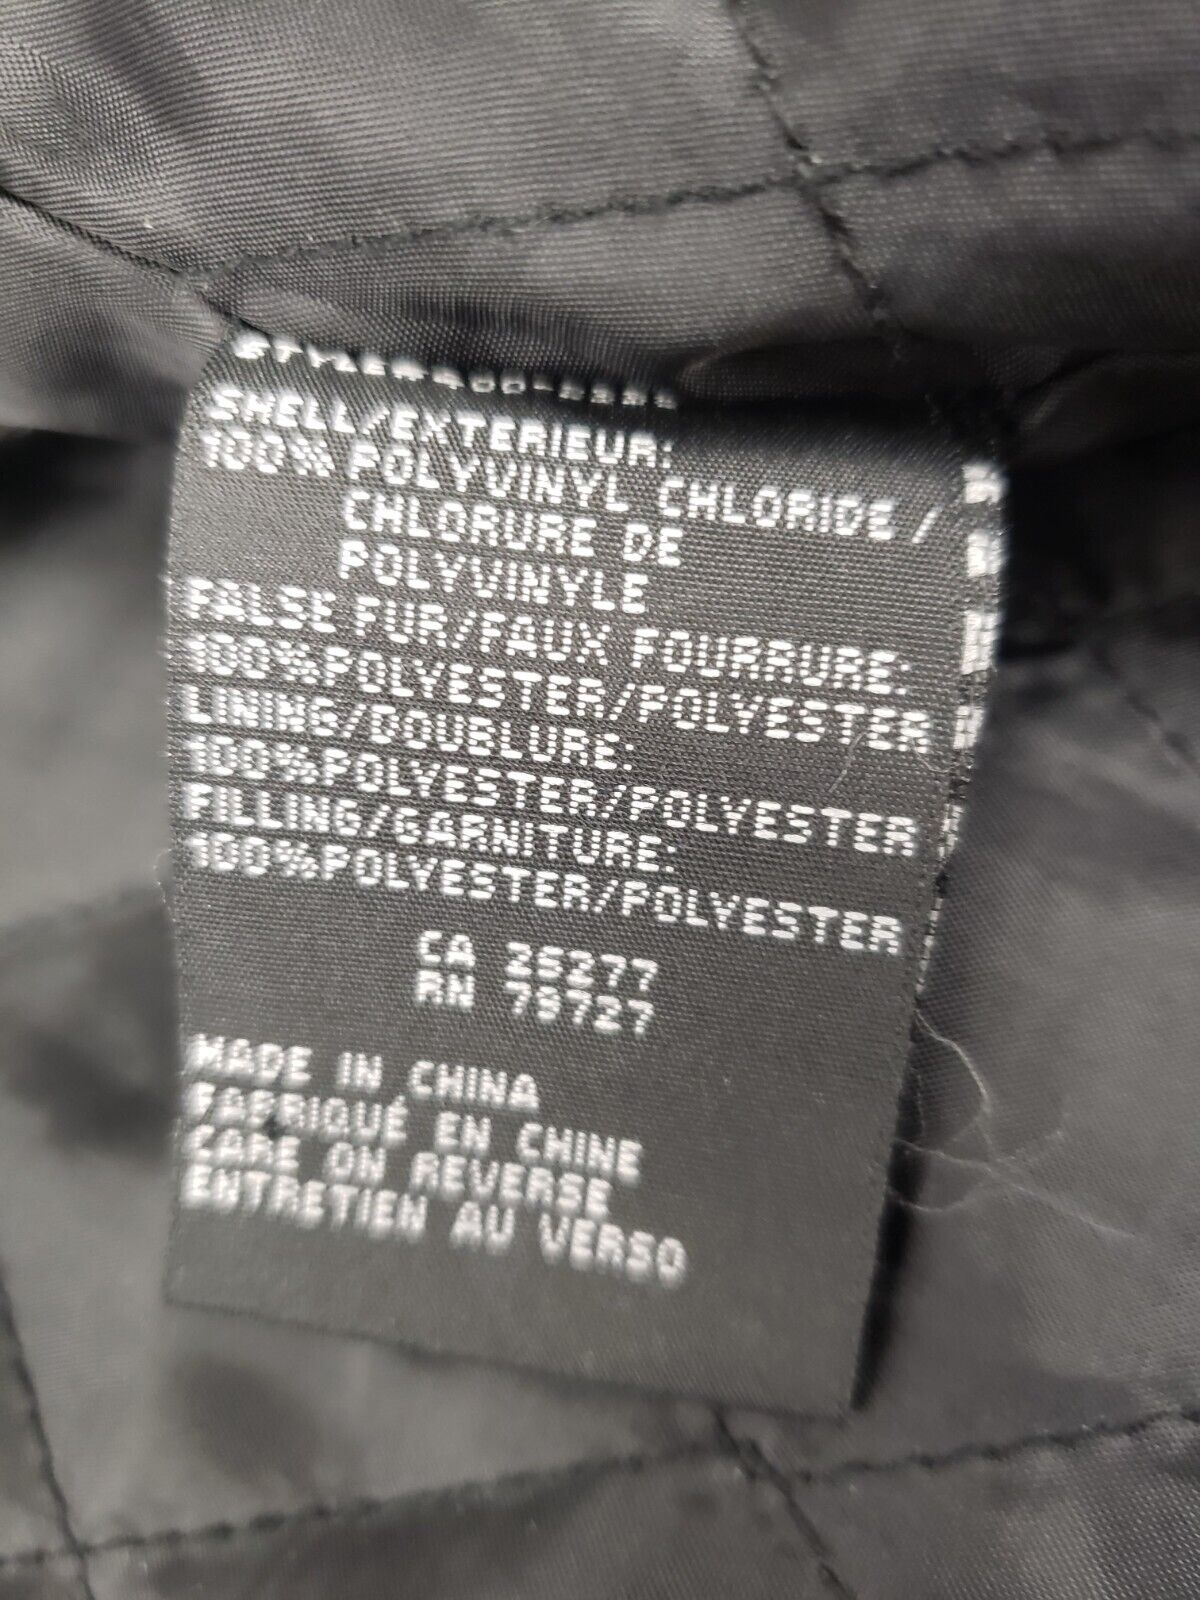 SHELL/EXTERIEUR:
100% POLYVINYL CHLORIDE /
CHLORURE DE
POLYVINYLE
FALSE FUR/FAUX FOURRURE:
100%POLYESTER/POLYESTER
LINING/DOUBLURE:
100%POLYESTER/POLYESTER
FILLING/GARNITURE:
100%POLYESTER/POLYESTER
CA 25277
RN 79727
MADE IN CHINA
FABRIQUÉ EN CHINE
CARE ON REVERSE
ENTRETIEN AU VERSO